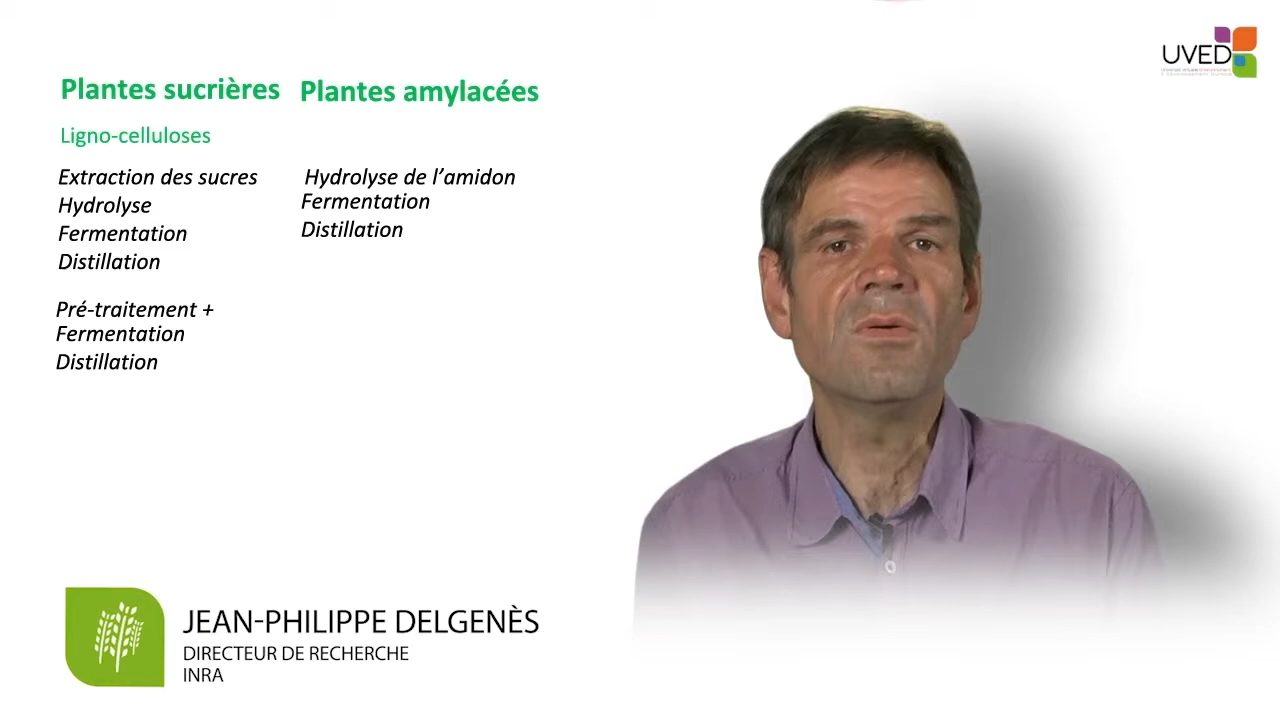 UVED
Plantes sucrières
Ligno-celluloses
Extraction des sucres
Hydrolyse
Fermentation
Distillation
Pré-traitement +
Fermentation
Distillation
Plantes amylacées
Hydrolyse de l’amidon
Fermentation
Distillation
JEAN-PHILIPPE DELGENÈS
DIRECTEUR DE RECHERCHE
INRA